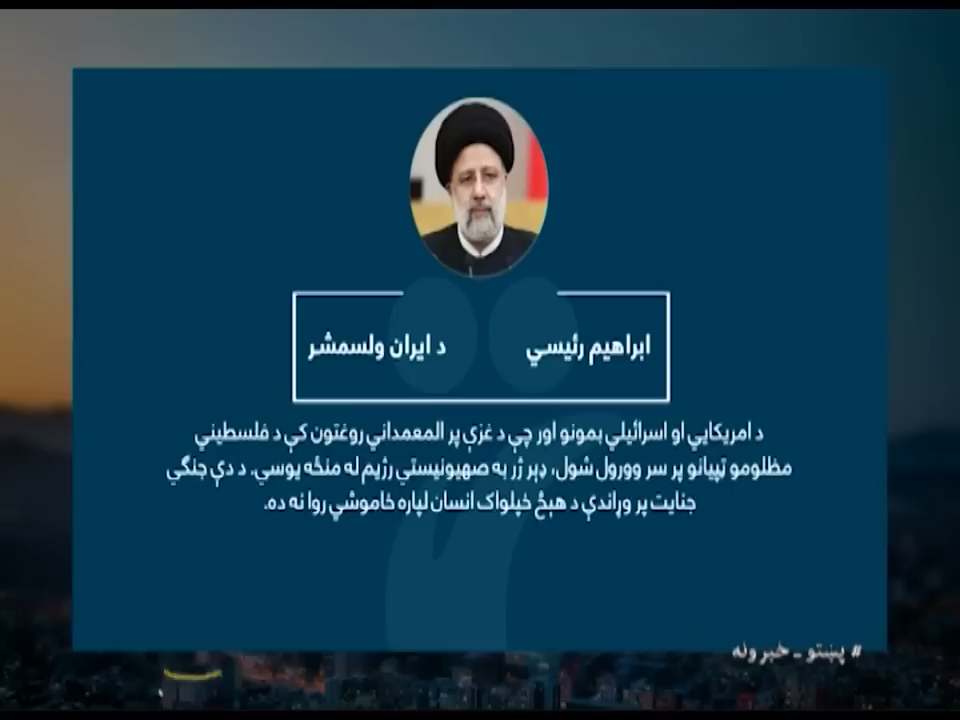 ابراهيم رئيسي
د ايران ولسمشر
د امريکايي او اسرائيلي بمونو اور چې د غزې پر المعمداني روغتون کې د فلسطيني
مظلومو ټپيانو پر سر وورول شول، ډېر ژر به صهيونيستي رژيم له منځه يوسي. د دې جنګي
جنايت پر وړاندې د هېڅ خپلواک انسان لپاره خاموشي روا نه ده.
# پښتو ـ خبرونه